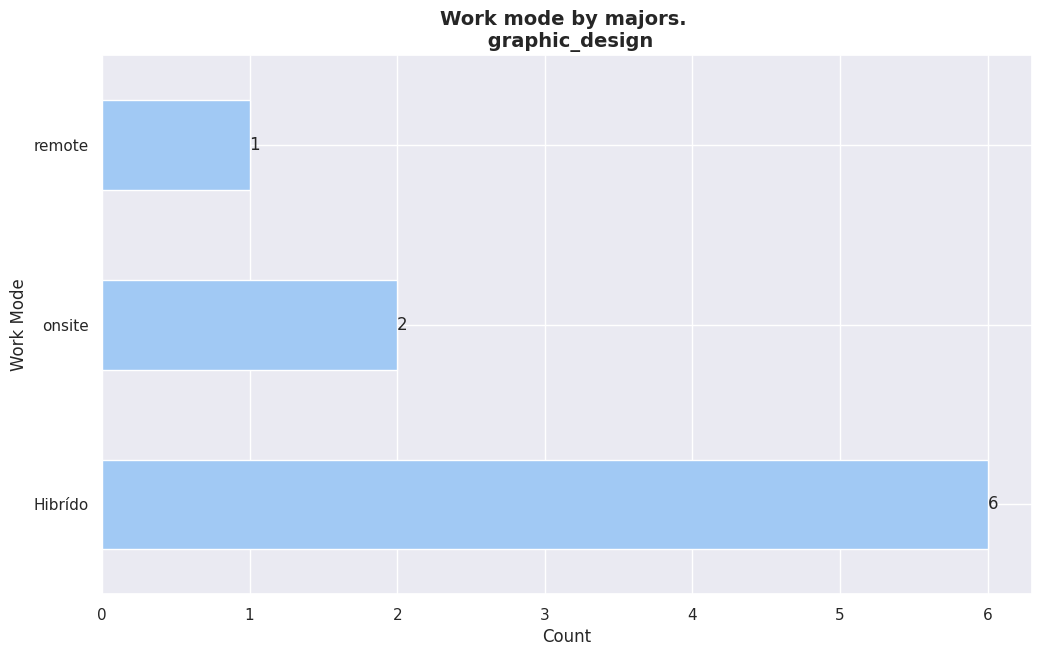 Work mode by majors.
graphic_design
remote
1
onsite
2
Hibrído
6
Work Mode
0 1 2 3 4 5 6
Count